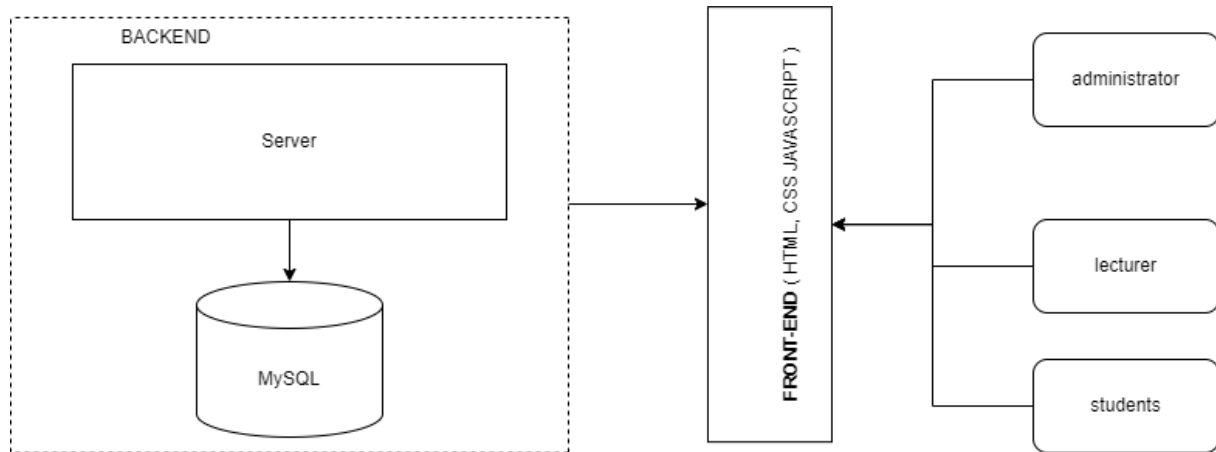 BACKEND
Server
MySQL
FRONT-END ( HTML, CSS JAVASCRIPT )
administrator
lecturer
students